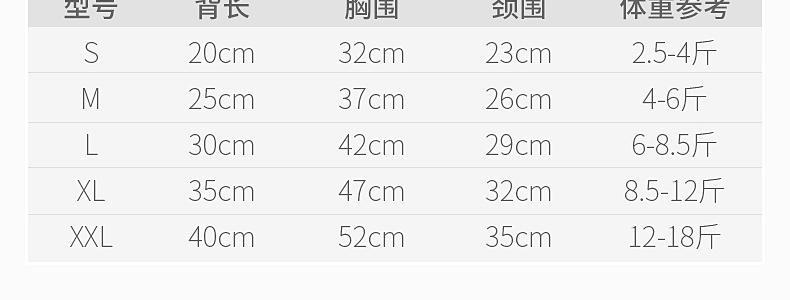 型号 背长 胸围 颈围 体重参考
S 20cm 32cm 23cm 2.5-4斤
M 25cm 37cm 26cm 4-6斤
L 30cm 42cm 29cm 6-8.5斤
XL 35cm 47cm 32cm 8.5-12斤
XXL 40cm 52cm 35cm 12-18斤